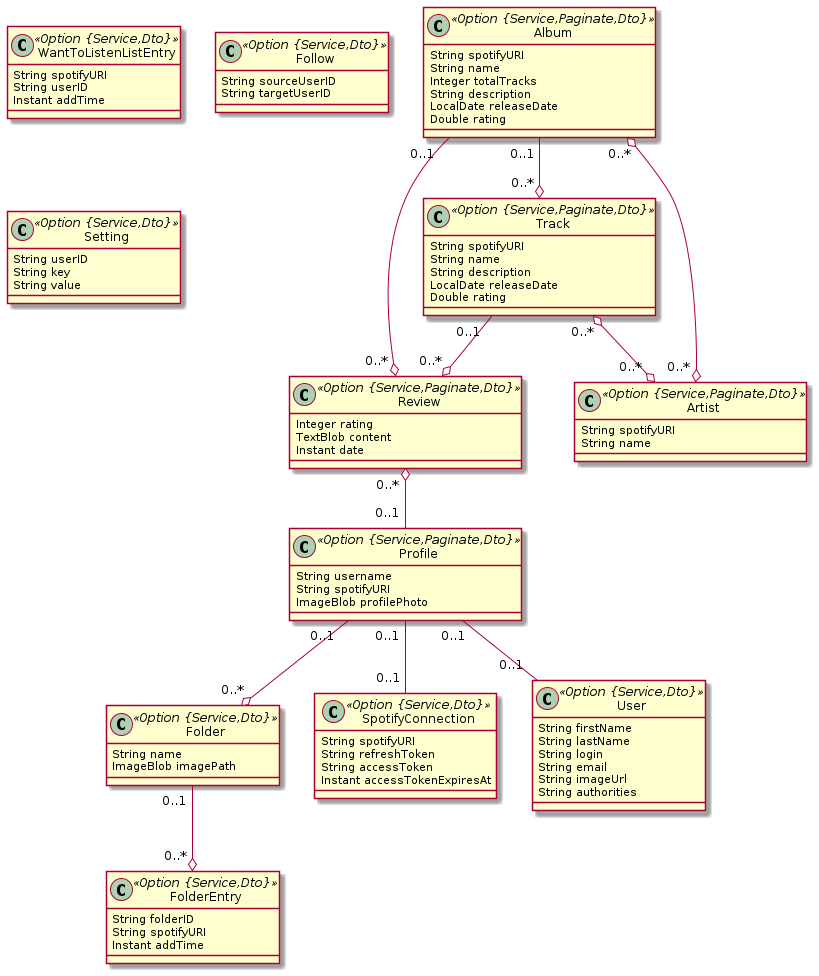 C «Option {Service,Dto}»
WantToListenListEntry
String spotifyURI
String userID
Instant addTime
C «Option {Service,Dto}»
Follow
String sourceUserID
String targetUserID
C «Option {Service,Paginate,Dto}»
Album
String spotifyURI
String name
Integer totalTracks
String description
LocalDate releaseDate
Double rating
0..1
0..1
0..*
0..*
C «Option {Service,Dto}»
Setting
String userID
String key
String value
C «Option {Service,Paginate,Dto}»
Track
String spotifyURI
String name
String description
LocalDate releaseDate
Double rating
0..1
0..*
0..*
0..*
0..*
0..*
C «Option {Service,Paginate,Dto}»
Review
Integer rating
TextBlob content
Instant date
C «Option {Service,Paginate,Dto}»
Artist
String spotifyURI
String name
0..*
0..1
C «Option {Service,Paginate,Dto}»
Profile
String username
String spotifyURI
ImageBlob profilePhoto
0..1
0..1
0..1
0..*
0..1
0..1
C «Option {Service,Dto}»
Folder
String name
ImageBlob imagePath
C «Option {Service,Dto}»
SpotifyConnection
String spotifyURI
String refreshToken
String accessToken
Instant accessTokenExpiresAt
C «Option {Service,Dto}»
User
String firstName
String lastName
String login
String email
String imageUrl
String authorities
0..1
0..*
C «Option {Service,Dto}»
FolderEntry
String folderID
String spotifyURI
Instant addTime